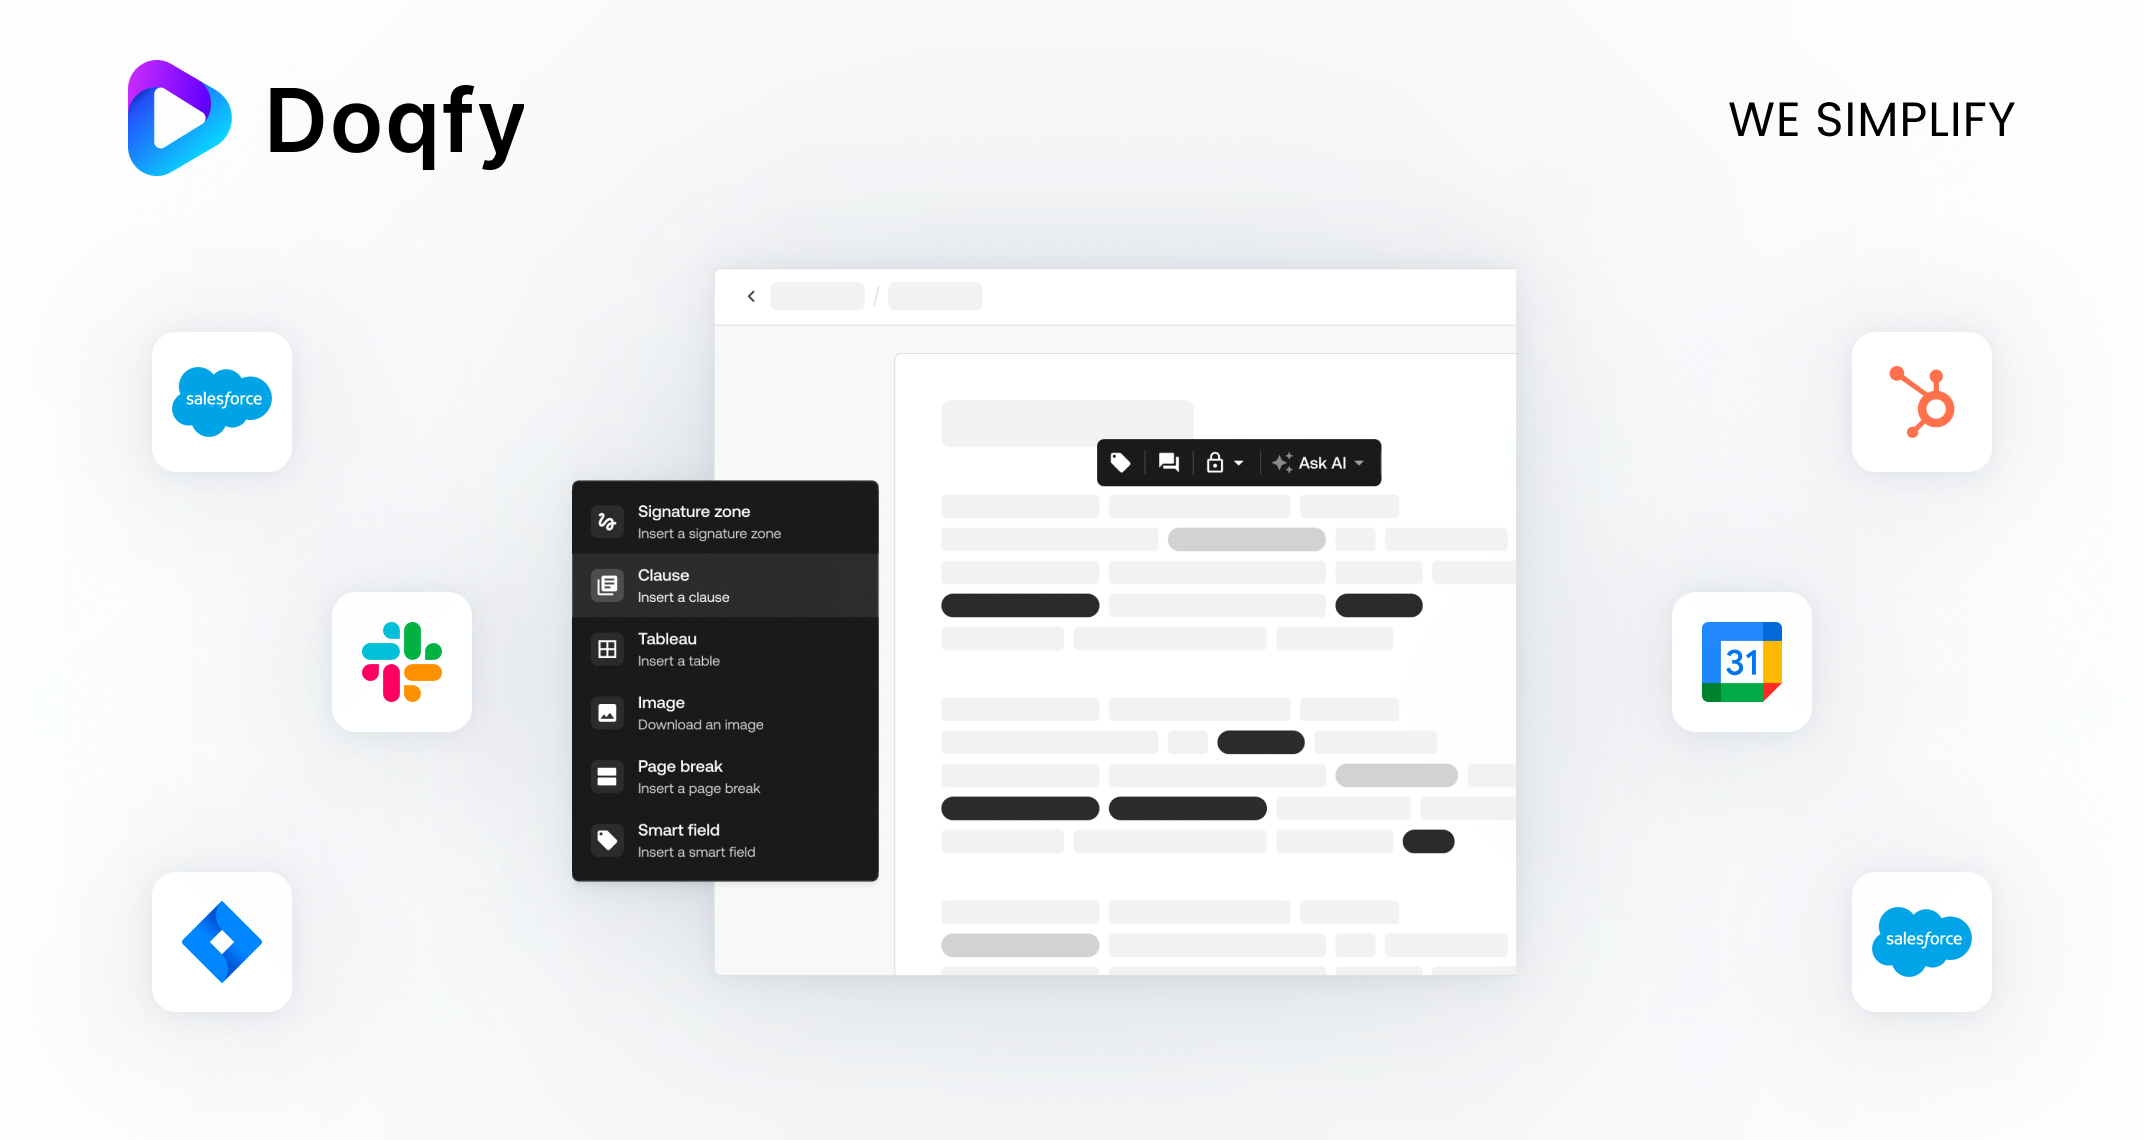 Doqfy
WE SIMPLIFY
salesforce
Ask AI
Signature zone
Insert a signature zone
Clause
Insert a clause
Tableau
Insert a table
Image
Download an image
Page break
Insert a page break
Smart field
Insert a smart field
31
salesforce